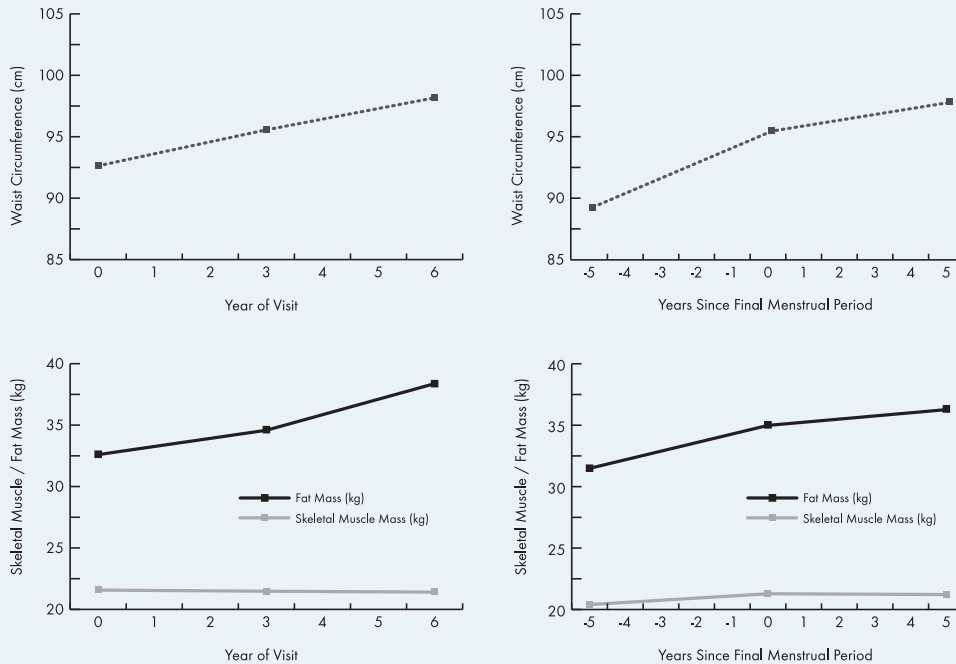 105
100
95
90
85
Waist Circumference (cm)
0 1 2 3 4 5 6
Year of Visit
105
100
95
90
85
Waist Circumference (cm)
-5 -4 -3 -2 -1 0 2 3 4 5
Years Since Final Menstrual Period
40
35
30
25
20
Skeletal Muscle / Fat Mass (kg)
Fat Mass (kg)
Skeletal Muscle Mass (kg)
0 1 2 3 4 5 6
Year of Visit
40
35
30
25
20
Skeletal Muscle / Fat Mass (kg)
Fat Mass (kg)
Skeletal Muscle Mass (kg)
-5 -4 -3 -2 -1 0 2 3 4 5
Years Since Final Menstrual Period